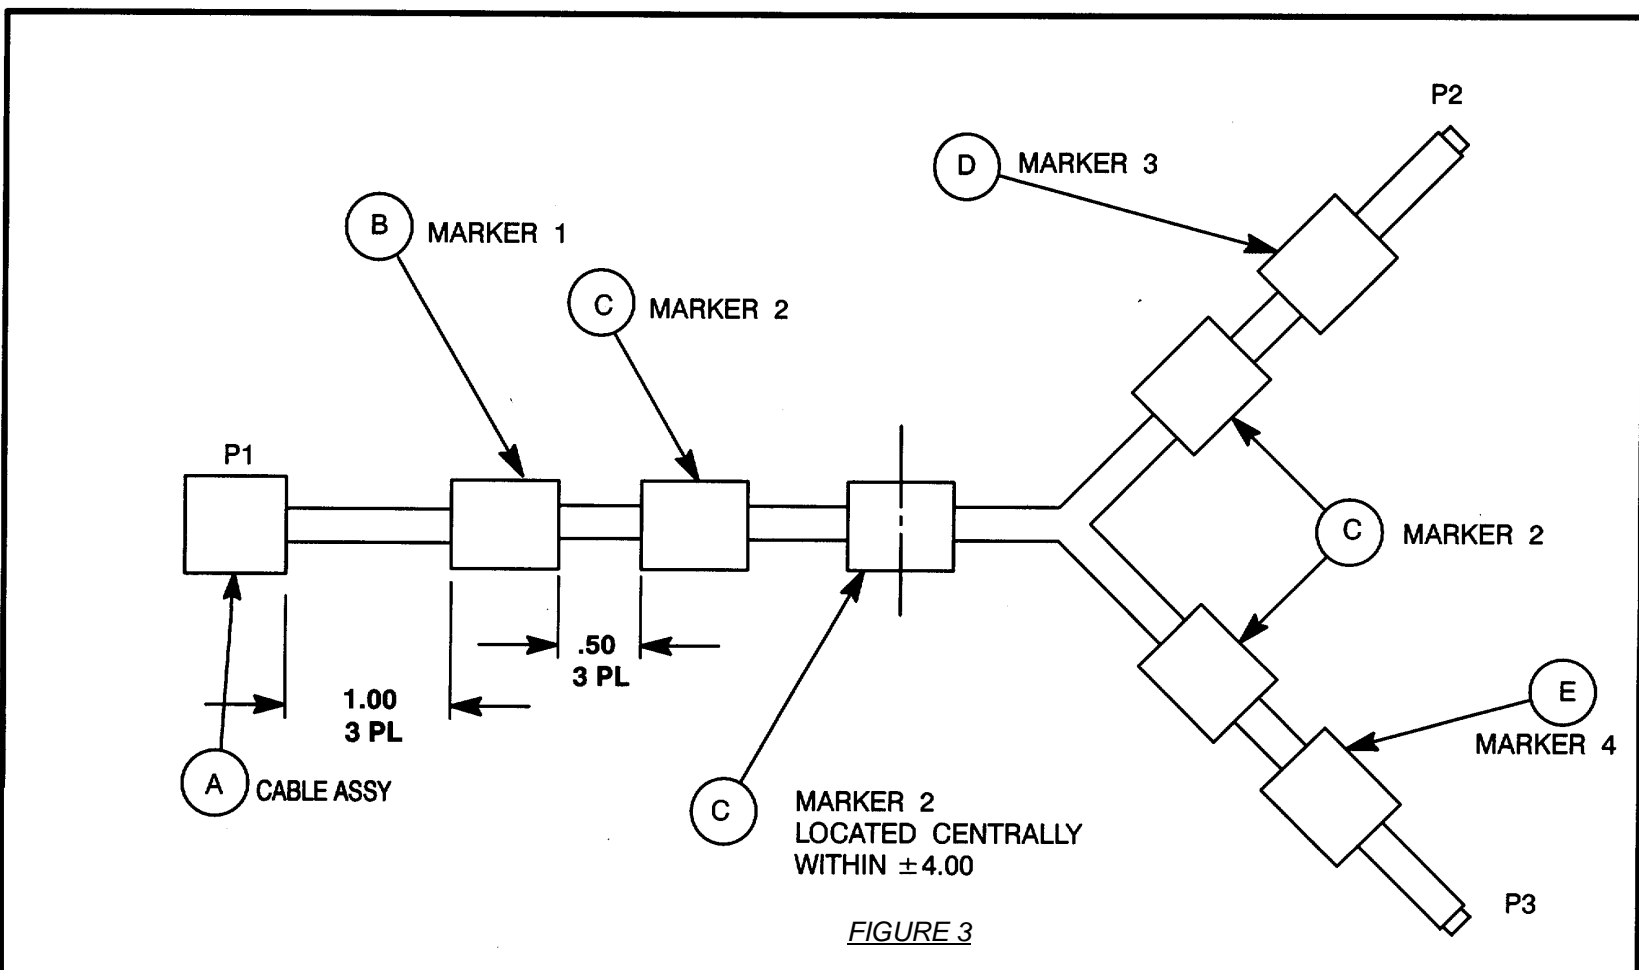 P2
D MARKER 3
B MARKER 1
C MARKER 2
P1
C MARKER 2
.50
3 PL
1.00
3 PL
E
MARKER 4
A CABLE ASSY
C MARKER 2
LOCATED CENTRALLY
WITHIN ±4.00
P3
FIGURE 3